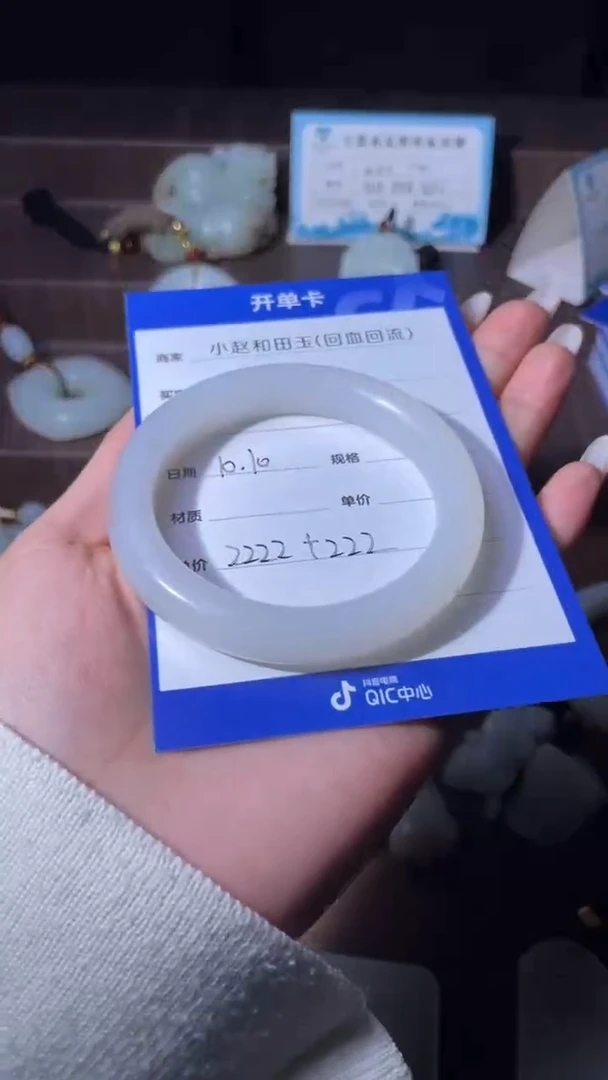 开单卡
商家 小赵和田玉(回血回流)
日期 10.10 规格
材质 单价
价 2222+222
抖音电商
QIC中心